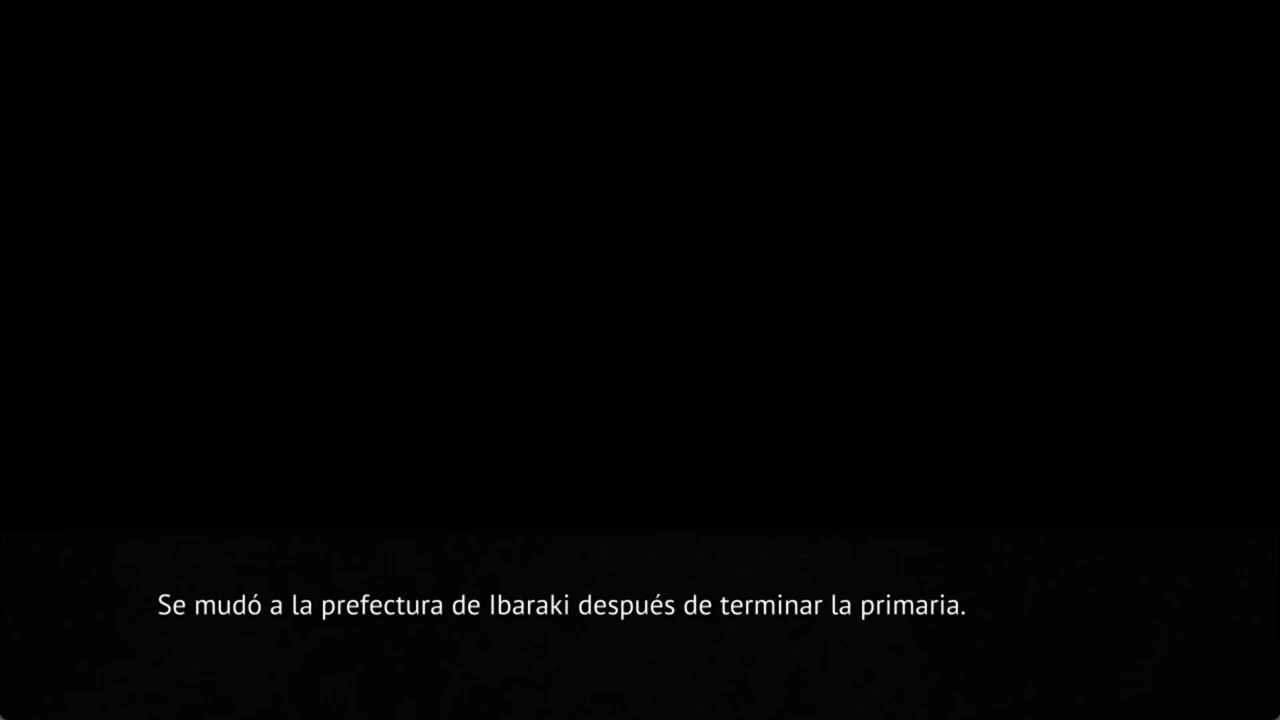 Se mudó a la prefectura de Ibaraki después de terminar la primaria.